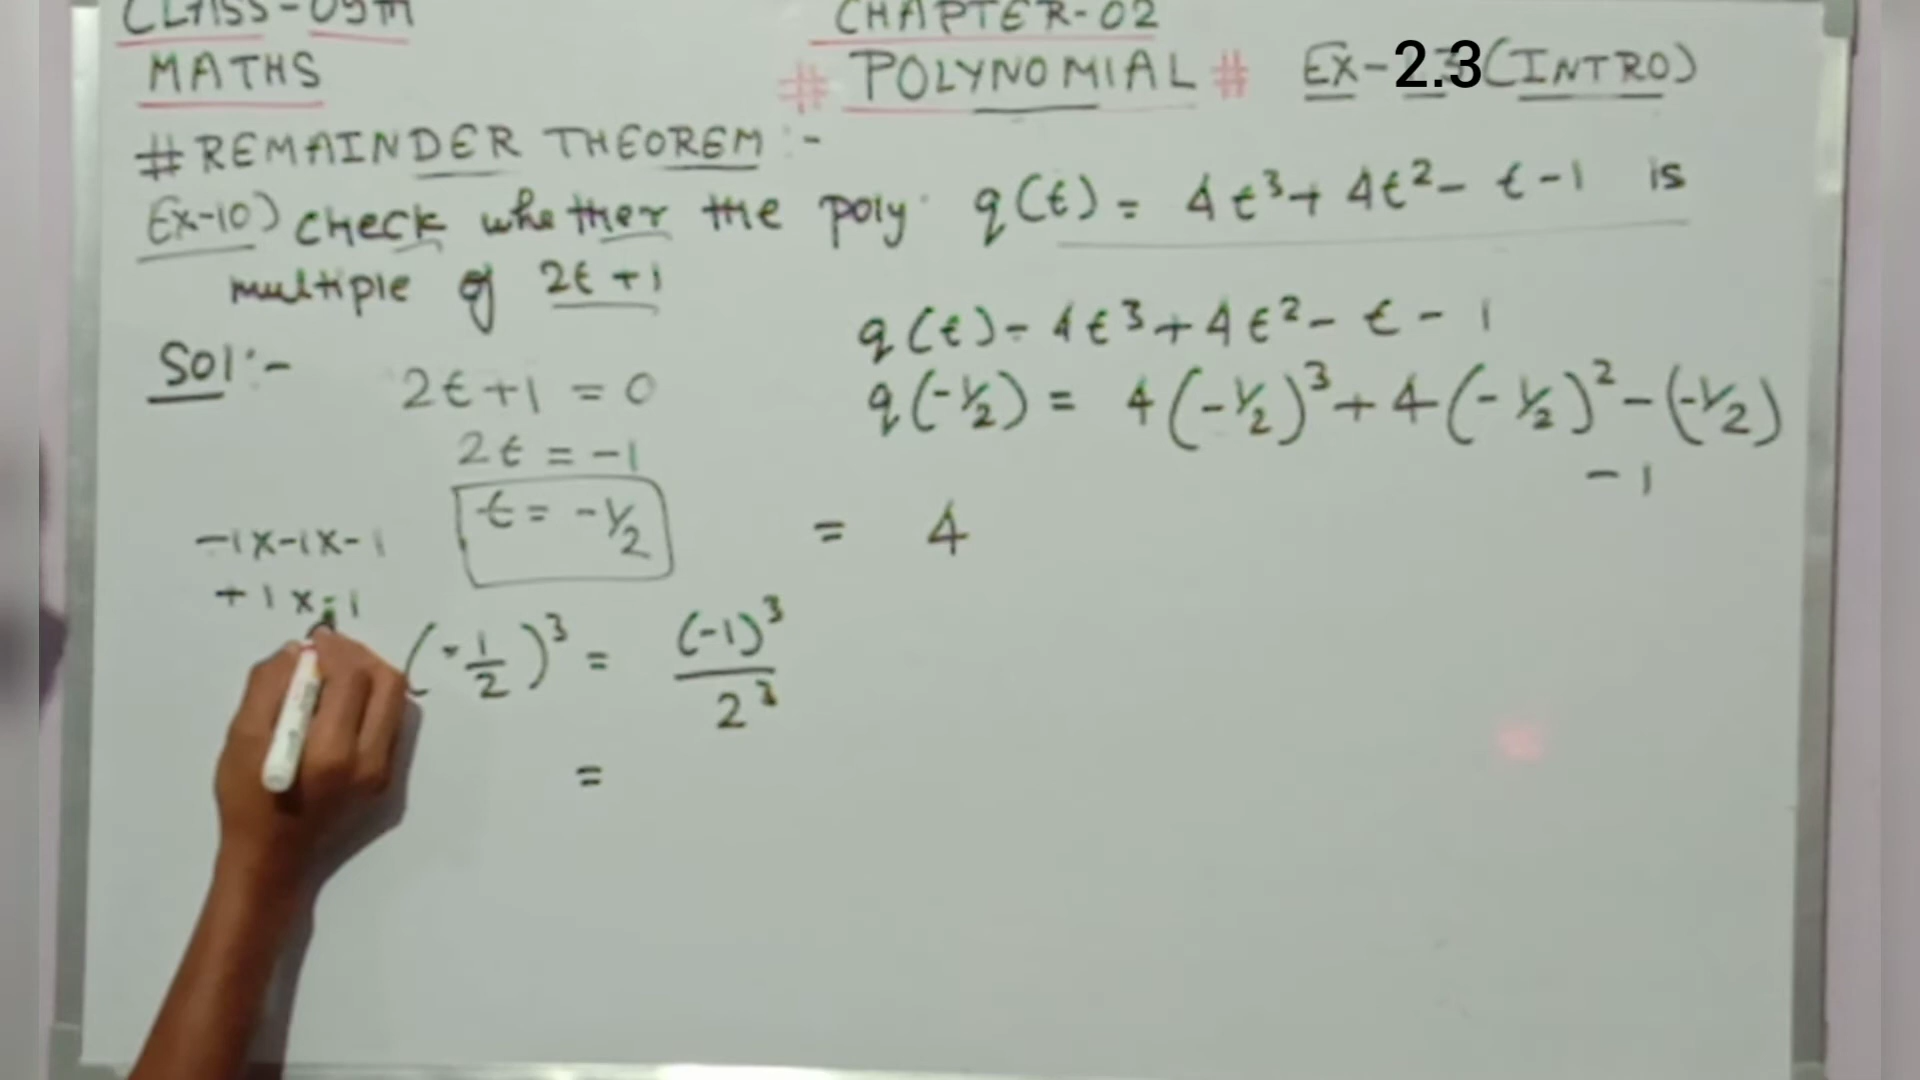 CLASS-09TH
CHAPTER-02
MATHS
# POLYNOMIAL # EX-2.3 (INTRO)
# REMAINDER THEOREM :-
Ex-10) Check whether the poly. q(t) = 4t³ + 4t² - t - 1 is
multiple of 2t + 1
Sol:-
2t + 1 = 0
2t = -1
t = -1/2
q(t) = 4t³ + 4t² - t - 1
q(-1/2) = 4(-1/2)³ + 4(-1/2)² - (-1/2)
- 1
= 4
-1x-1x-1
+1x-1
(-1/2)³ = (-1)³/2³
=